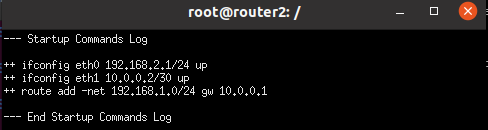 root@router2: /
--- Startup Commands Log
++ ifconfig eth0 192.168.2.1/24 up
++ ifconfig eth1 10.0.0.2/30 up
++ route add -net 192.168.1.0/24 gw 10.0.0.1
--- End Startup Commands Log